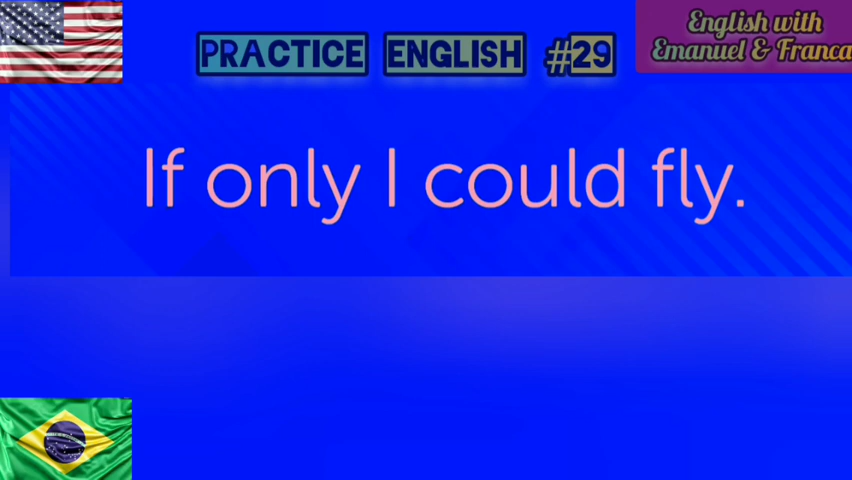 PRACTICE ENGLISH #29
English with
Emanuel & Franca
If only I could fly.